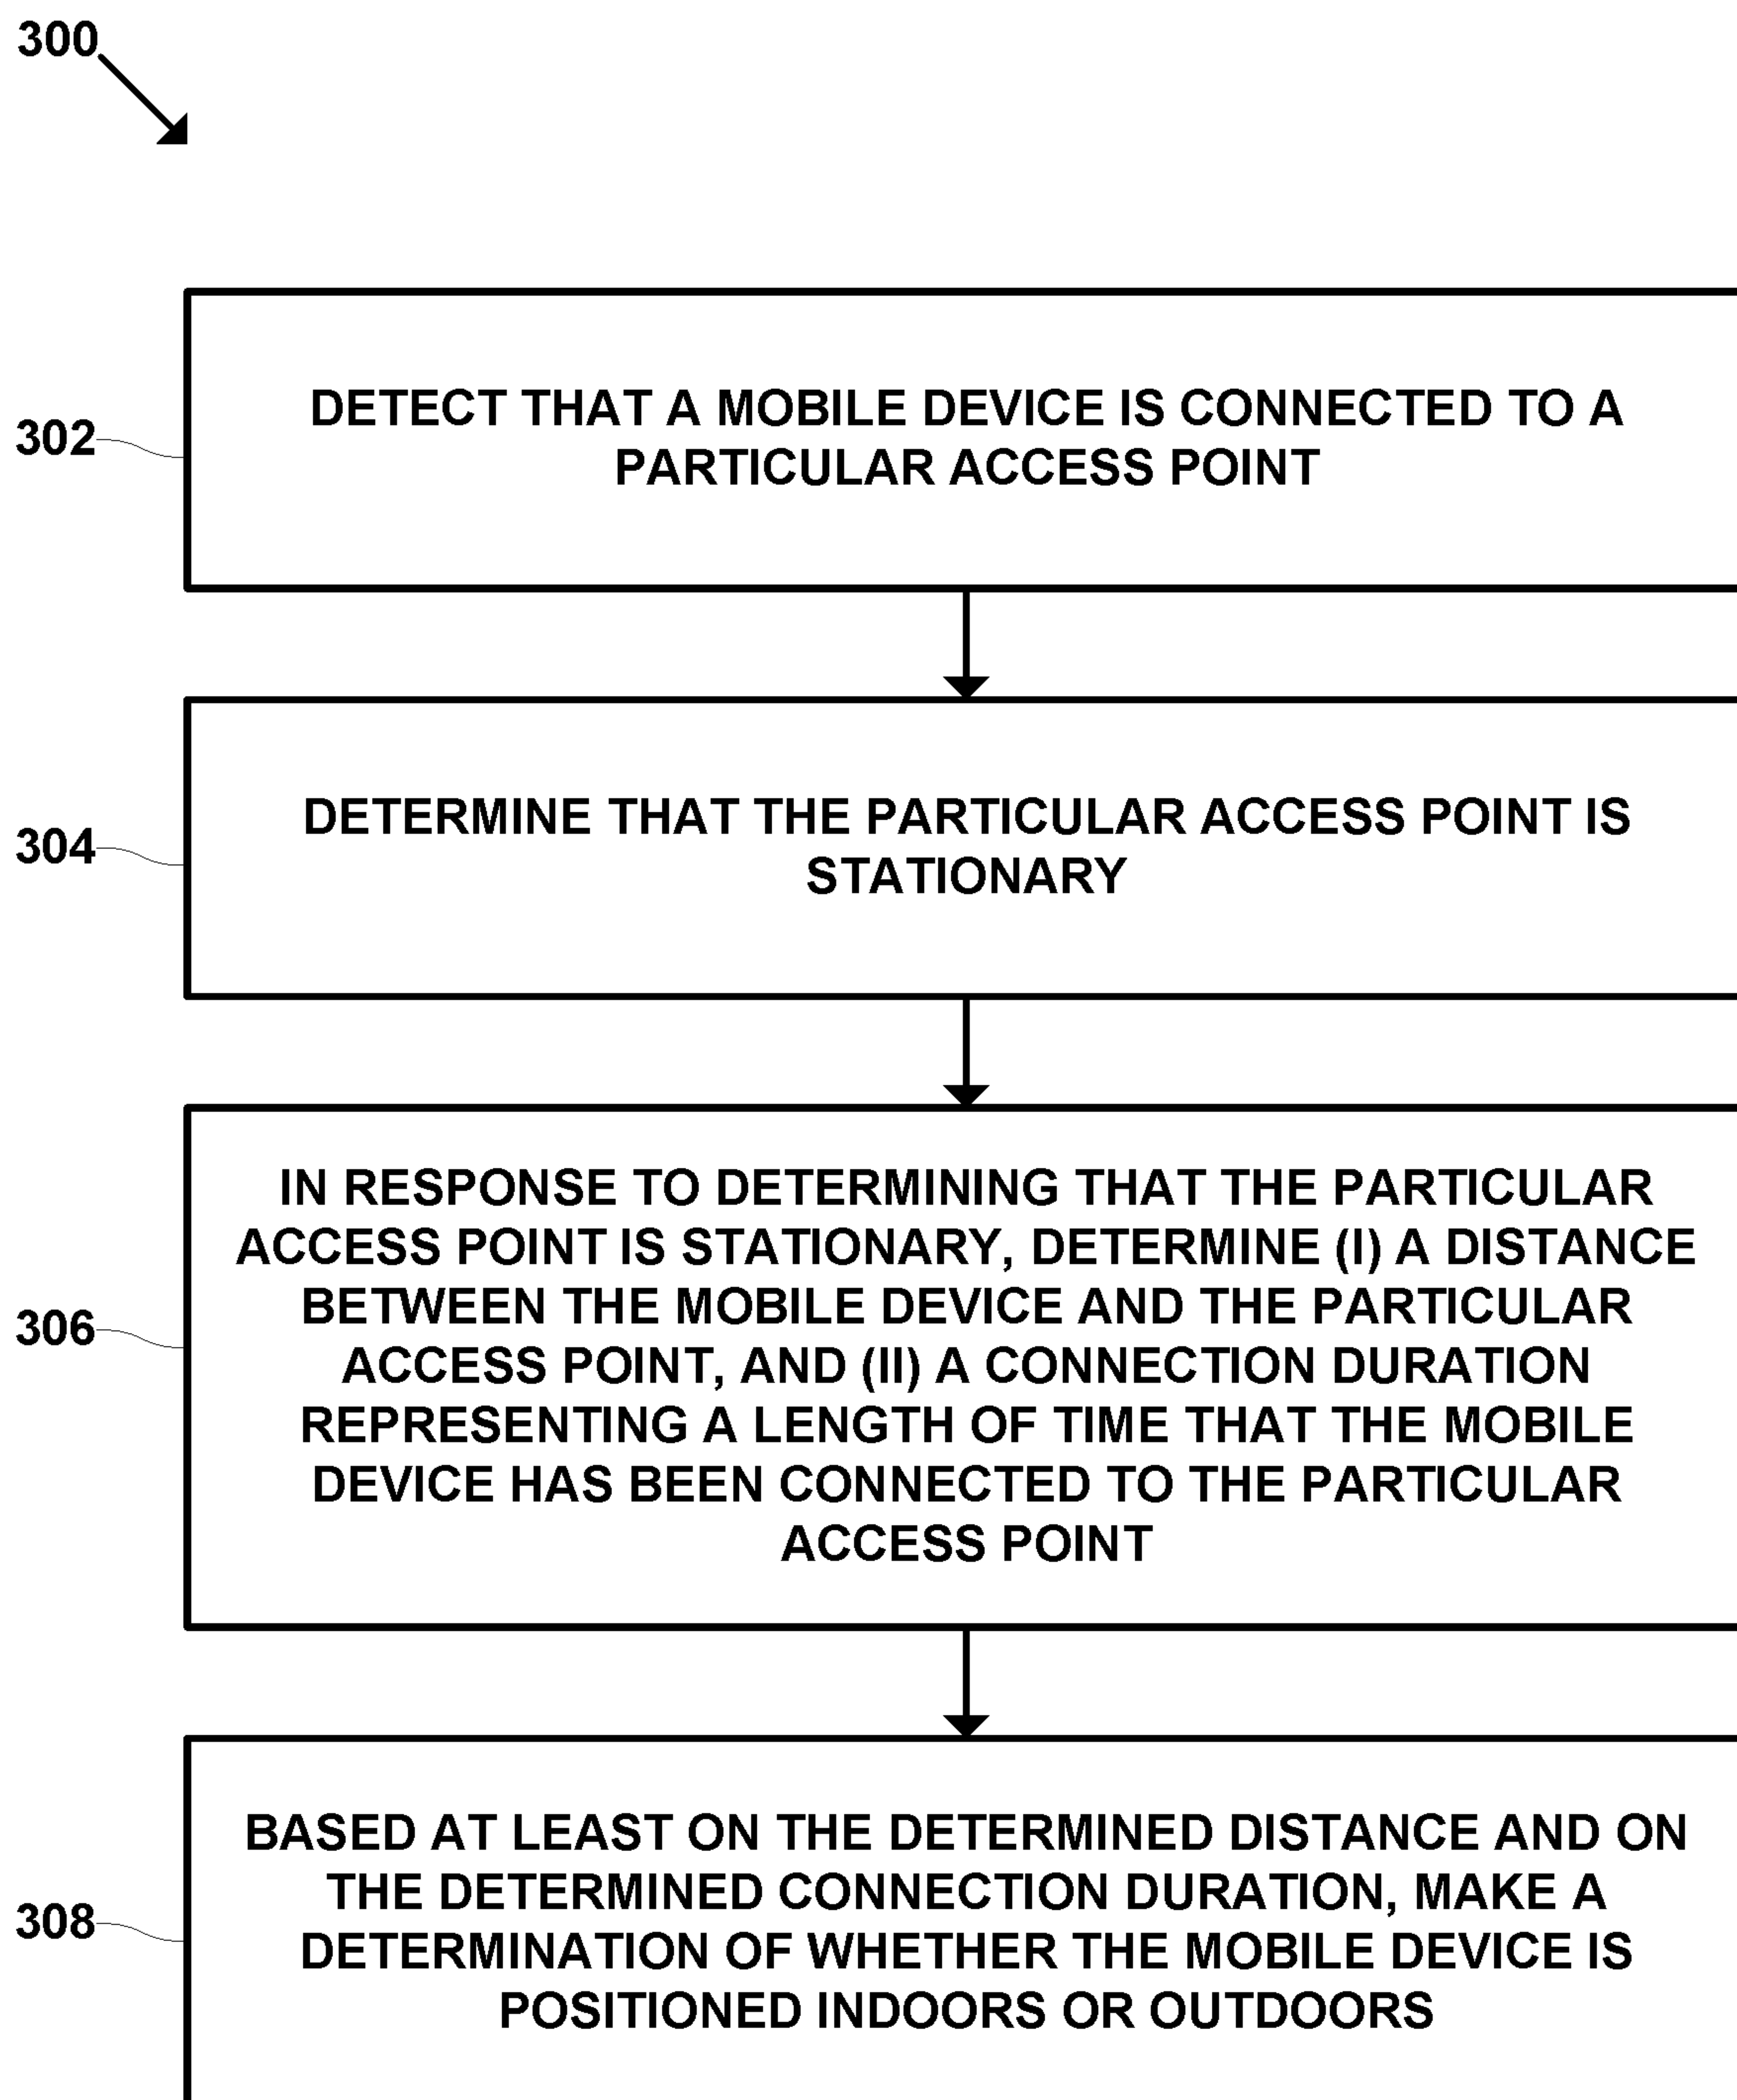 300
302
DETECT THAT A MOBILE DEVICE IS CONNECTED TO A
PARTICULAR ACCESS POINT
304
DETERMINE THAT THE PARTICULAR ACCESS POINT IS
STATIONARY
306
IN RESPONSE TO DETERMINING THAT THE PARTICULAR
ACCESS POINT IS STATIONARY, DETERMINE (I) A DISTANCE
BETWEEN THE MOBILE DEVICE AND THE PARTICULAR
ACCESS POINT, AND (II) A CONNECTION DURATION
REPRESENTING A LENGTH OF TIME THAT THE MOBILE
DEVICE HAS BEEN CONNECTED TO THE PARTICULAR
ACCESS POINT
308
BASED AT LEAST ON THE DETERMINED DISTANCE AND ON
THE DETERMINED CONNECTION DURATION, MAKE A
DETERMINATION OF WHETHER THE MOBILE DEVICE IS
POSITIONED INDOORS OR OUTDOORS